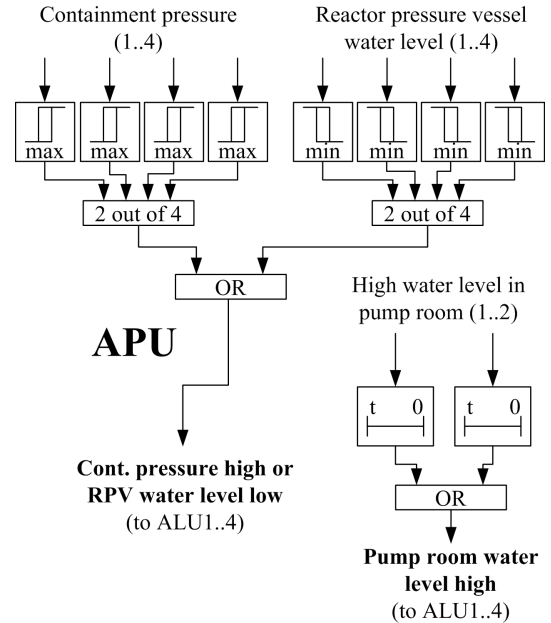 Containment pressure
(1..4)
Reactor pressure vessel
water level (1..4)
max
max
max
max
min
min
min
min
2 out of 4
2 out of 4
OR
High water level in
pump room (1..2)
APU
t 0
t 0
Cont. pressure high or
RPV water level low
(to ALU1..4)
OR
Pump room water
level high
(to ALU1..4)